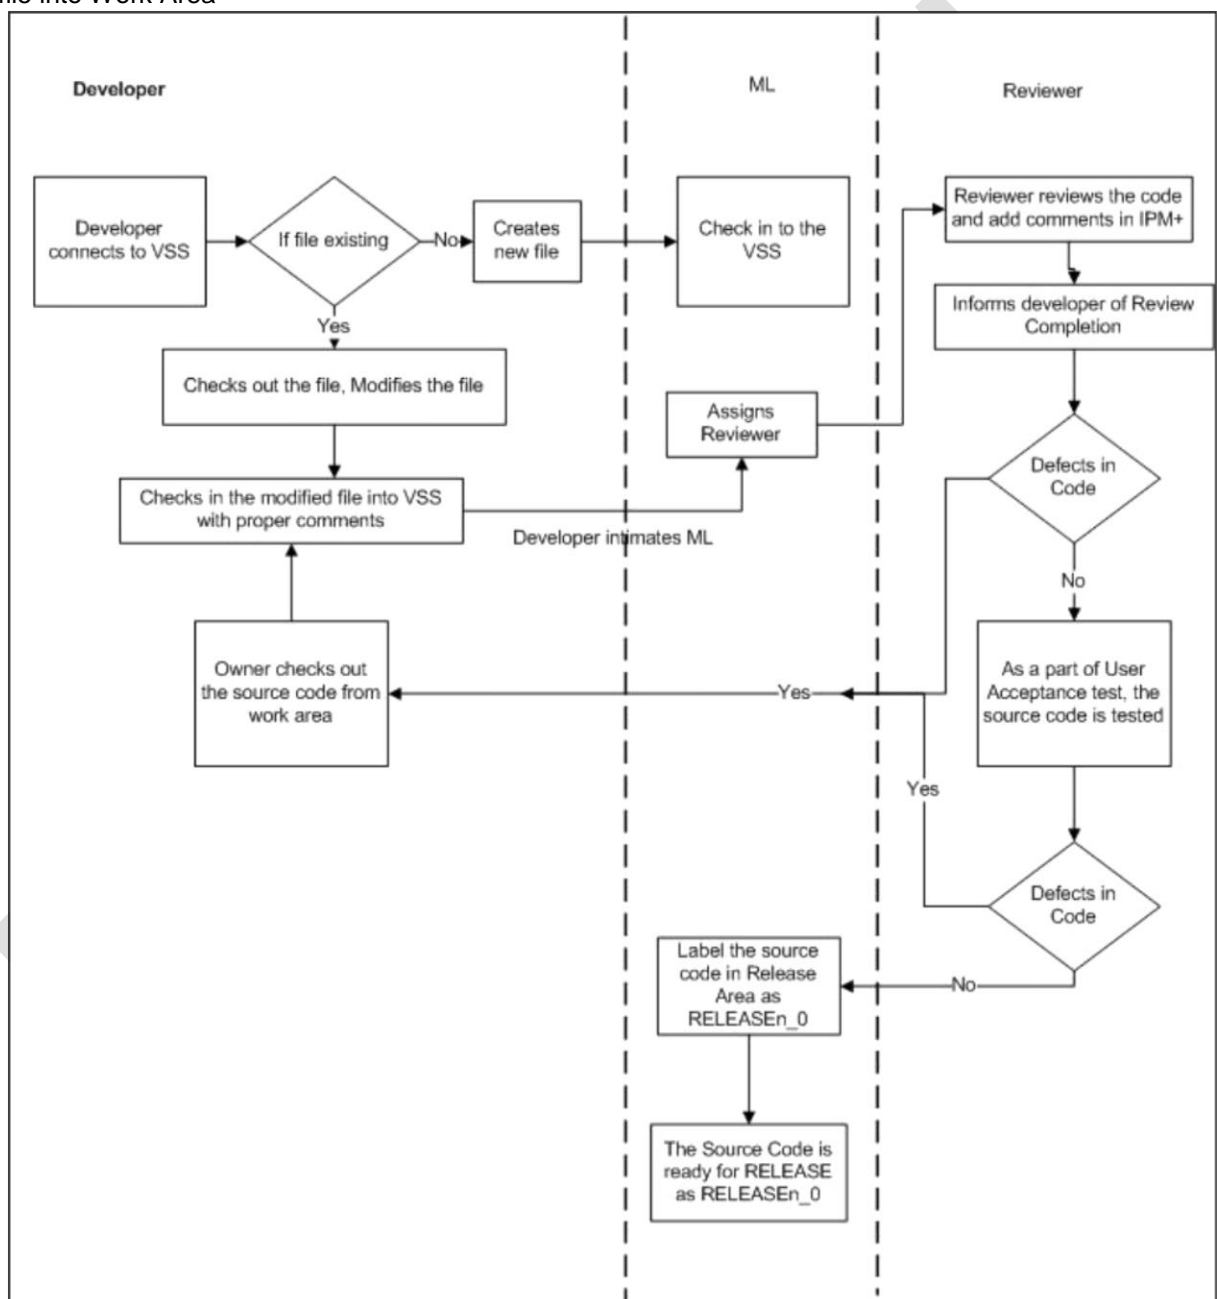 file into Work Area
Developer
ML
Reviewer
Developer
connects to VSS
If file existing
No
Creates
new file
Check in to the
VSS
Reviewer reviews the code
and add comments in IPM+
Informs developer of Review
Completion
Yes
Checks out the file, Modifies the file
Assigns
Reviewer
Defects in
Code
Checks in the modified file into VSS
with proper comments
Developer intimates ML
No
Owner checks out
the source code from
work area
Yes
As a part of User
Acceptance test, the
source code is tested
Yes
Defects in
Code
Label the source
code in Release
Area as
RELEASEn_0
No
The Source Code is
ready for RELEASE
as RELEASEn_0